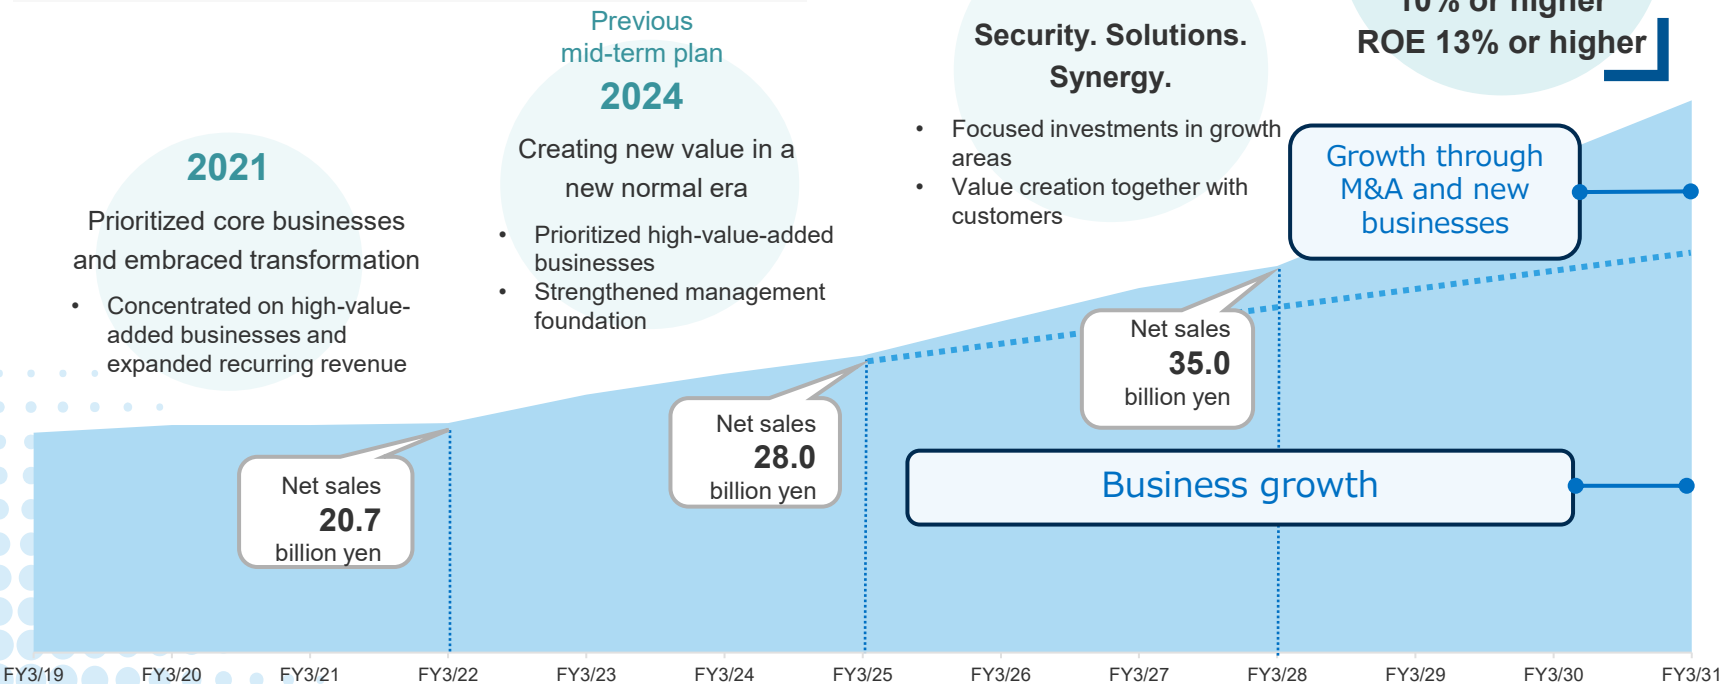 2021
Prioritized core businesses
and embraced transformation
• Concentrated on high-value-
added businesses and
expanded recurring revenue
Previous
mid-term plan
2024
Creating new value in a
new normal era
• Prioritized high-value-added
businesses
• Strengthened management
foundation
Security. Solutions.
Synergy.
• Focused investments in growth
areas
• Value creation together with
customers
10% or higher
ROE 13% or higher
Growth through
M&A and new
businesses
Net sales
20.7
billion yen
Net sales
28.0
billion yen
Net sales
35.0
billion yen
Business growth
FY3/19
FY3/20
FY3/21
FY3/22
FY3/23
FY3/24
FY3/25
FY3/26
FY3/27
FY3/28
FY3/29
FY3/30
FY3/31